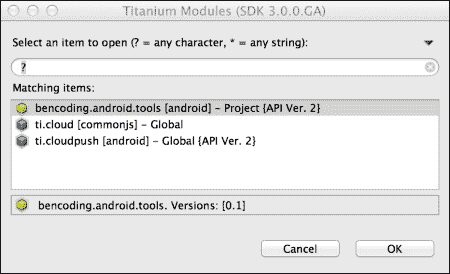 Titanium Modules (SDK 3.0.0.GA)
Select an item to open (? = any character, * = any string):
?
Matching items:
bencoding.android.tools [android] – Project {API Ver. 2}
ti.cloud [commonjs] – Global
ti.cloudpush [android] – Global {API Ver. 2}
bencoding.android.tools. Versions: [0.1]
Cancel OK